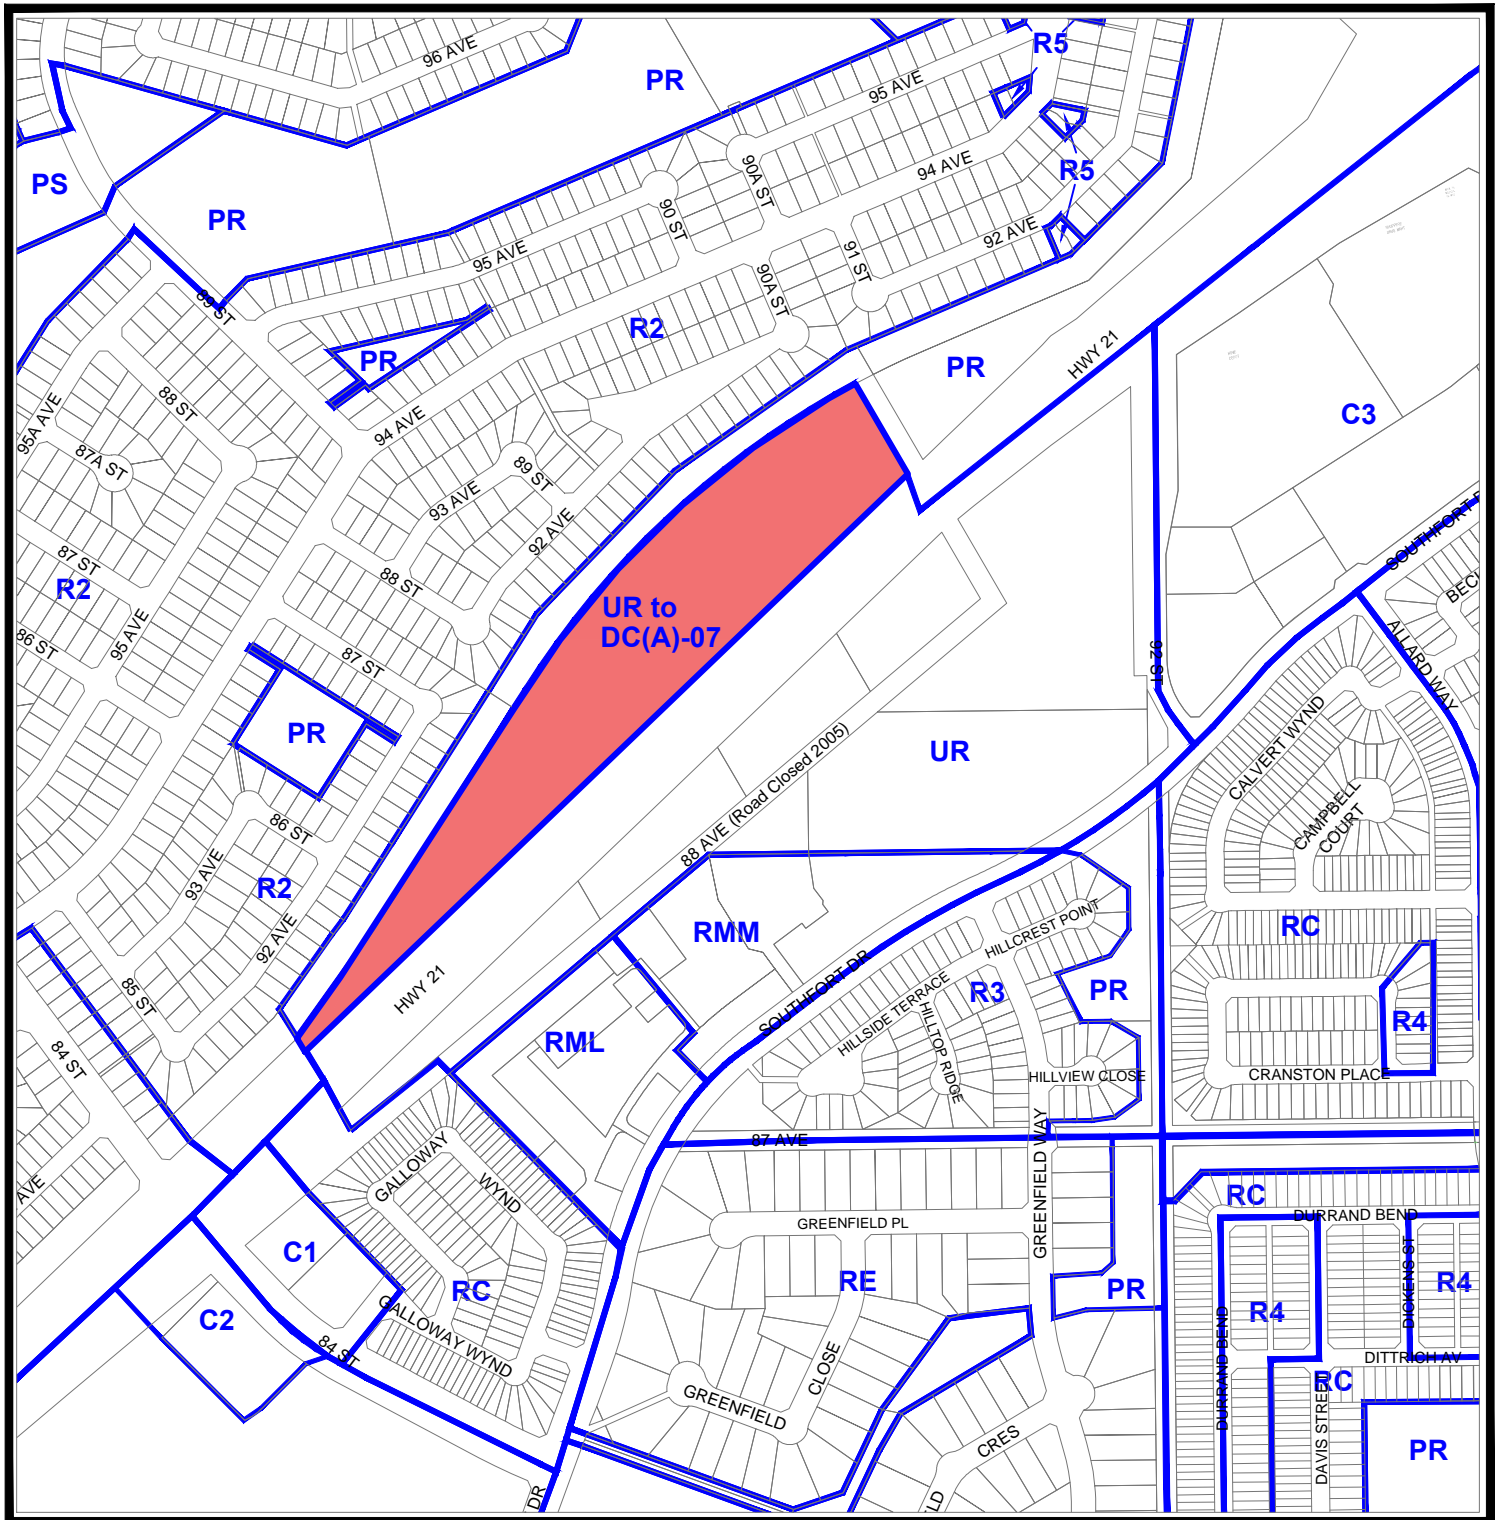 96 AVE
R5
PR
95 AVE
PS
90A ST
94 AVE
R5
PR
90 ST
92 AVE
95 AVE
91 ST
90A ST
89 ST
R2
PR
PR
HWY 21
88 ST
C3
95A AVE
94 AVE
87A ST
89 ST
93 AVE
92 AVE
SOUTHFORT
87 ST
88 ST
R2
UR to
DC(A)-07
86 ST
95 AVE
87 ST
92 ST
ALLARD WAY
PR
88 AVE (Road Closed 2005)
UR
CALVERT WYND
CAMPBELL
COURT
86 ST
93 AVE
R2
92 AVE
RMM
HILLCREST POINT
RC
85 ST
HWY 21
SOUTHFORT DR
R3
PR
HILLSIDE TERRACE
HILLTOP RIDGE
R4
RML
84 ST
HILLVIEW CLOSE
CRANSTON PLACE
87 AVE
GREENFIELD WAY
GALLOWAY
WYND
AVE
RC
GREENFIELD PL
DURRAND BEND
C1
RE
PR
DICKENS ST
R4
RC
R4
C2
GALLOWAY WYND
84 ST
DURRAND BEND
DITTRICH AV
RC
CLOSE
GREENFIELD
DAVIS STREET
CRES
PR
DR